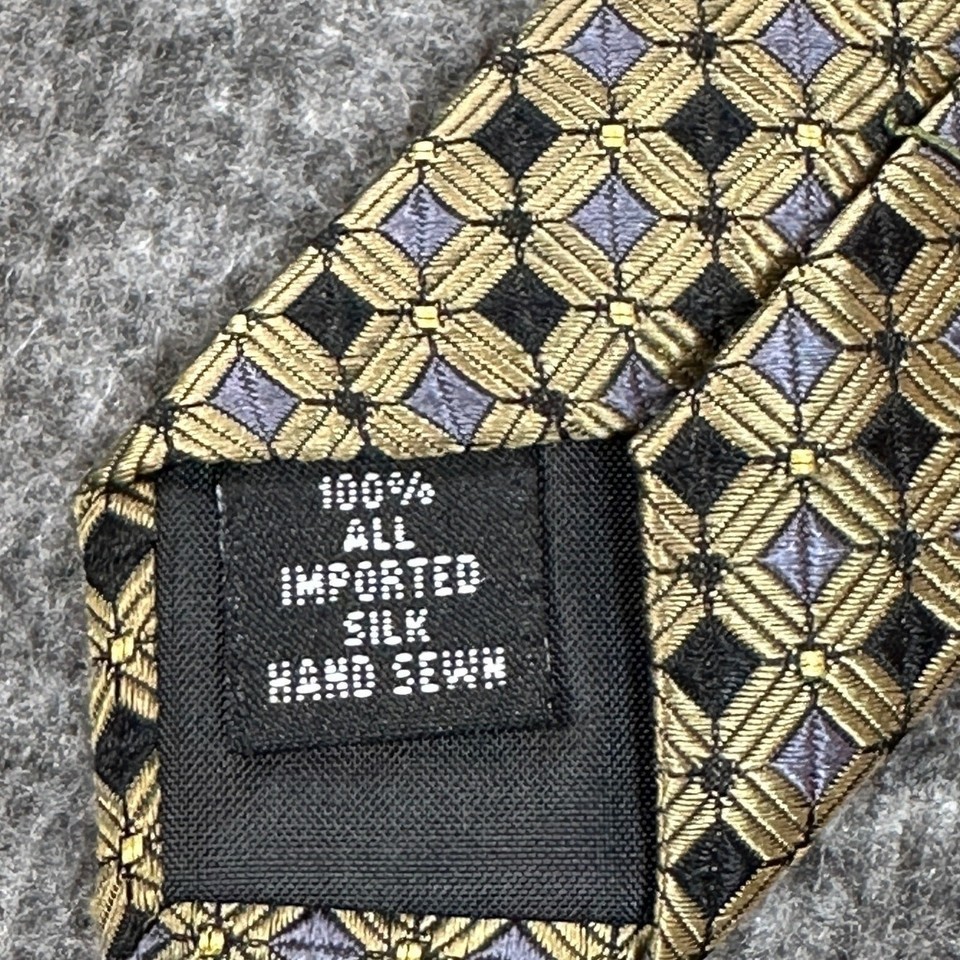 100%
ALL
IMPORTED
SILK
HAND SEWN